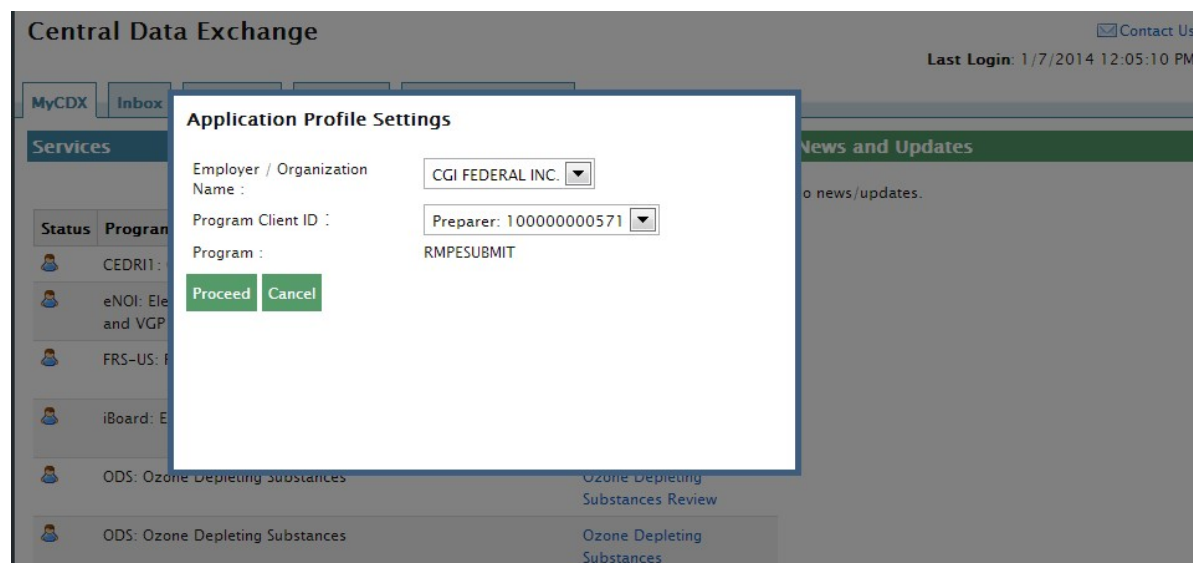 Central Data Exchange
Contact Us
Last Login: 1/7/2014 12:05:10 PM
MyCDX
Inbox
Application Profile Settings
Employer / Organization
Name :
CGI FEDERAL INC.
Program Client ID :
Preparer: 100000000571
Program :
RMPESUBMIT
Proceed
Cancel
Services
News and Updates
news/updates.
Status
CEDRI1:
eNOI:
and VGP
FRS-US:
iBoard:
ODS: Ozone Depleting Substances
Ozone Depleting
Substances Review
ODS: Ozone Depleting Substances
Ozone Depleting
Substances